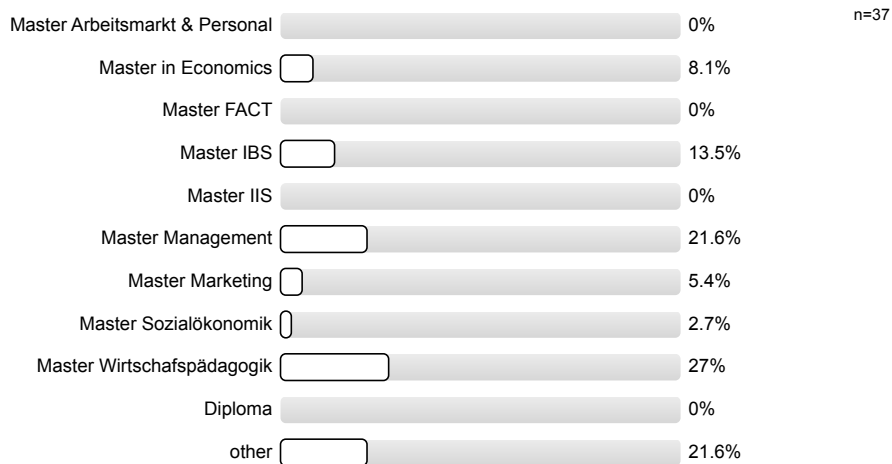 Master Arbeitsmarkt & Personal 0% n=37
Master in Economics 8.1%
Master FACT 0%
Master IBS 13.5%
Master IIS 0%
Master Management 21.6%
Master Marketing 5.4%
Master Sozialökonomik 2.7%
Master Wirtschafspädagogik 27%
Diploma 0%
other 21.6%